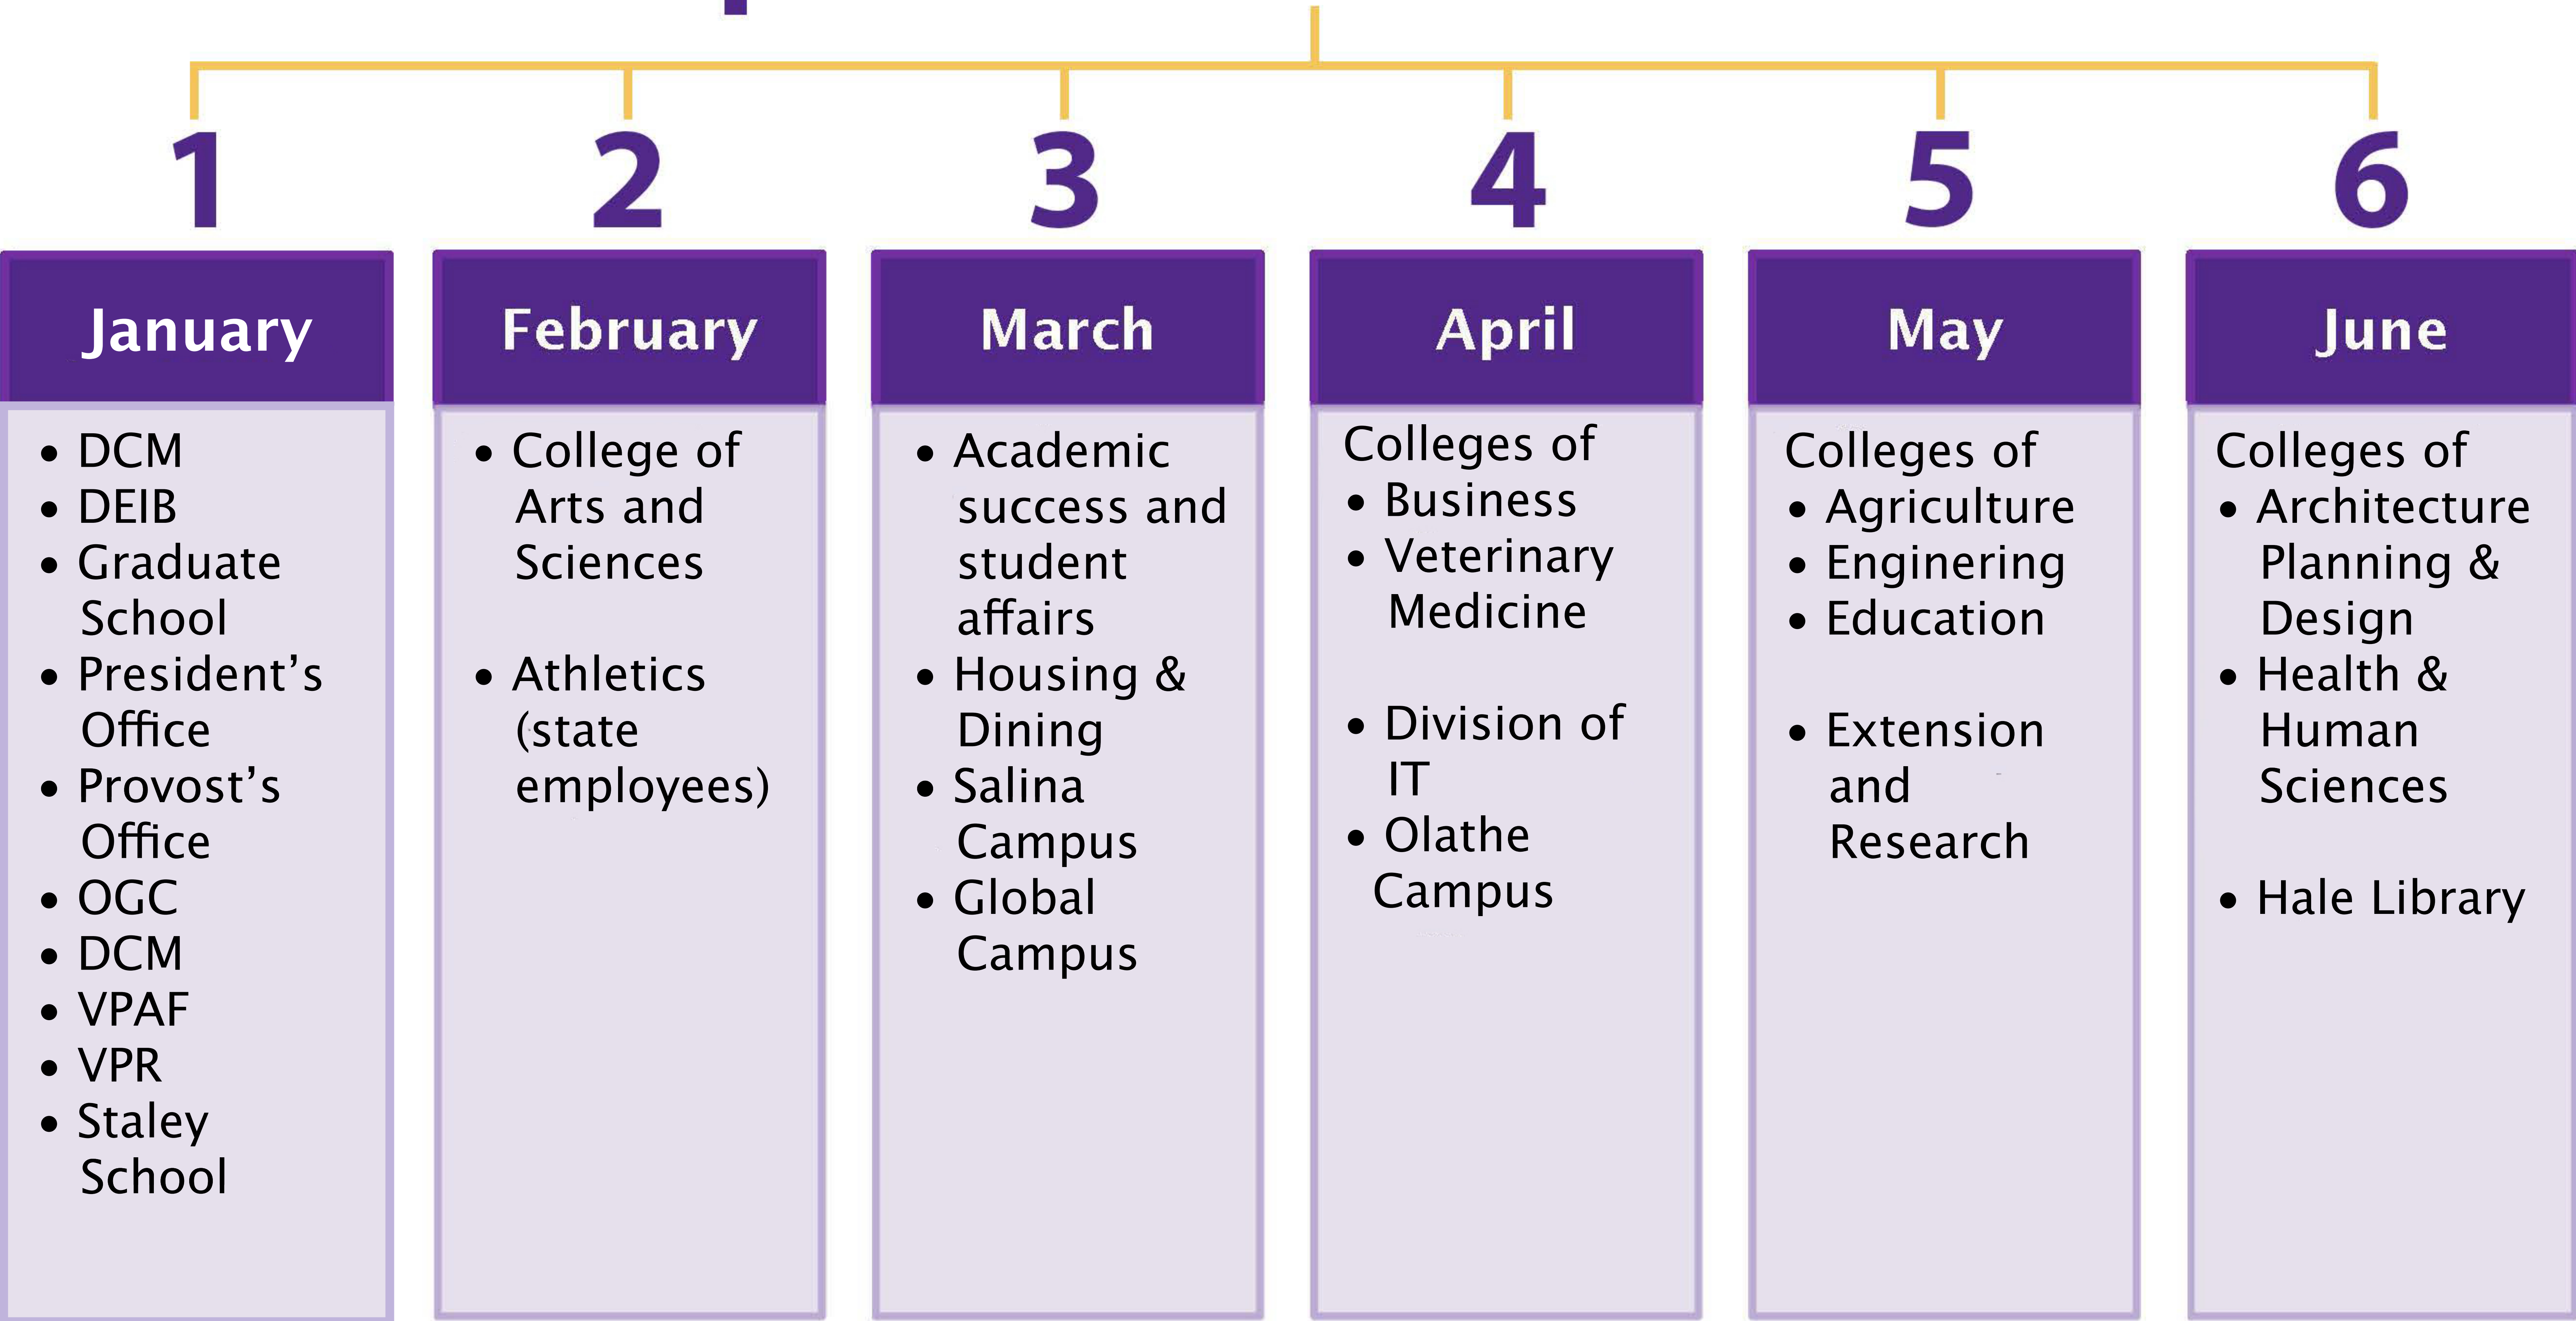 1
2
3
4
5
6
January
February
March
April
May
June
• DCM
• DEIB
• Graduate
School
• President’s
Office
• Provost’s
Office
• OGC
• DCM
• VPAF
• VPR
• Staley
School
• College of
Arts and
Sciences
• Athletics
(state
employees)
• Academic
success and
student
affairs
• Housing &
Dining
• Salina
Campus
• Global
Campus
Colleges of
• Business
• Veterinary
Medicine
• Division of
IT
• Olathe
Campus
Colleges of
• Agriculture
• Enginering
• Education
• Extension
and
Research
Colleges of
• Architecture
Planning &
Design
• Health &
Human
Sciences
• Hale Library